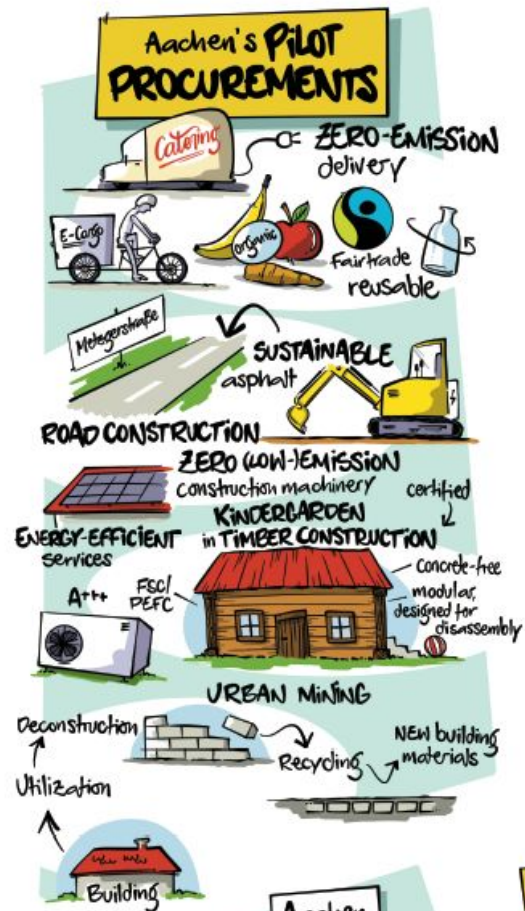 Aachen's PILOT
PROCUREMENTS
Catering
ZERO-EMISSION
delivery
E-Cargo
organic
Fairtrade
reusable
Metzgerstraße
SUSTAINABLE
asphalt
ROAD CONSTRUCTION
ZERO (LOW-)EMISSION
construction machinery
certified
KINDERGARDEN
in TIMBER CONSTRUCTION
ENERGY-EFFICIENT
services
A+++
FSC/
PEFC
Concrete-free
modular,
designed for
disassembly
URBAN MINING
Deconstruction
Recycling
NEW building
materials
Utilization
Building
Aachen